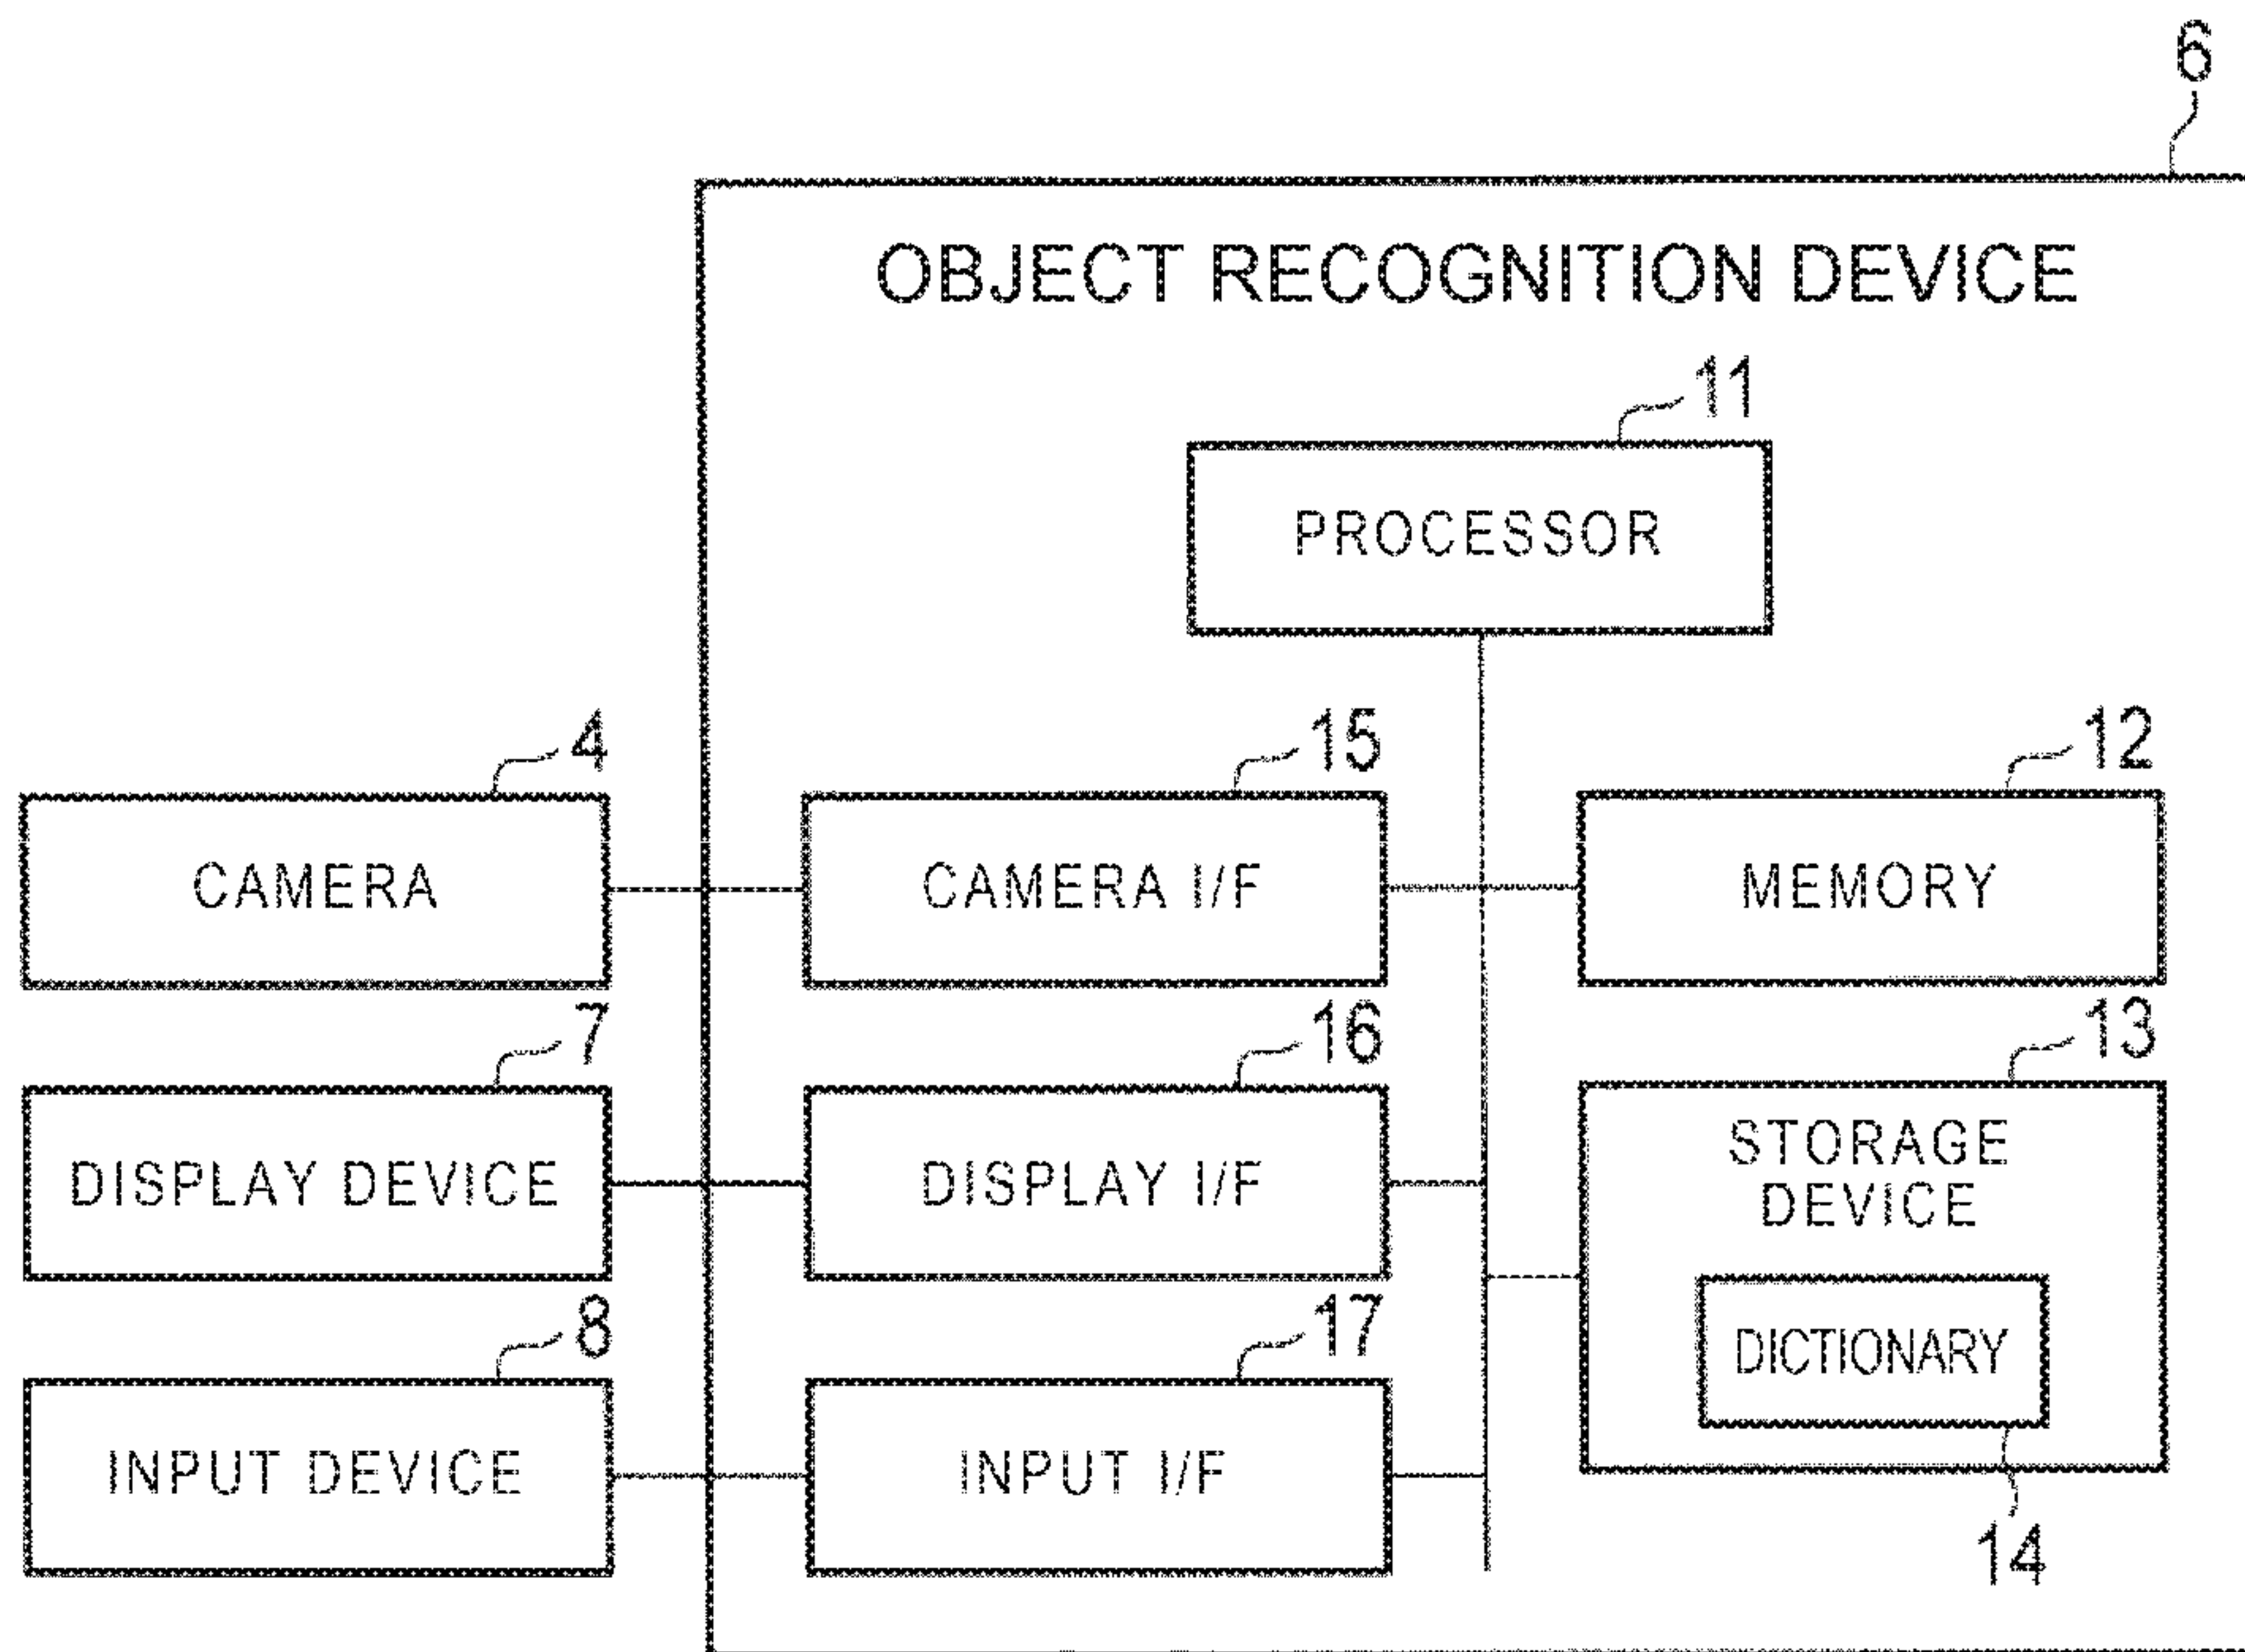 6
OBJECT RECOGNITION DEVICE
11
PROCESSOR
4
15
12
CAMERA
CAMERA I/F
MEMORY
7
16
13
DISPLAY DEVICE
DISPLAY I/F
STORAGE
DEVICE
8
17
DICTIONARY
INPUT DEVICE
INPUT I/F
14